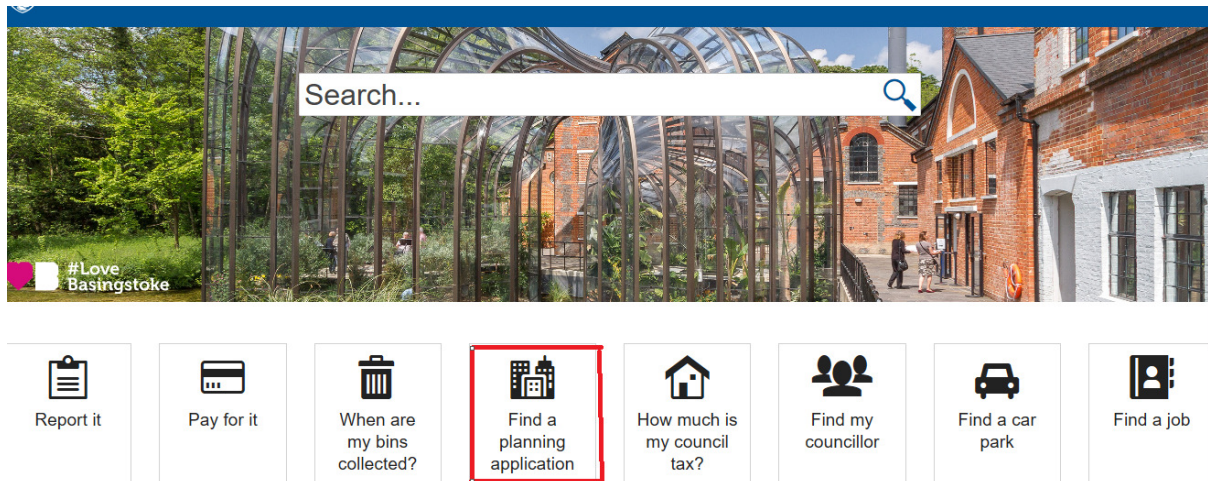 Search...
#Love
Basingstoke
Report it
Pay for it
When are
my bins
collected?
Find a
planning
application
How much is
my council
tax?
Find my
councillor
Find a car
park
Find a job